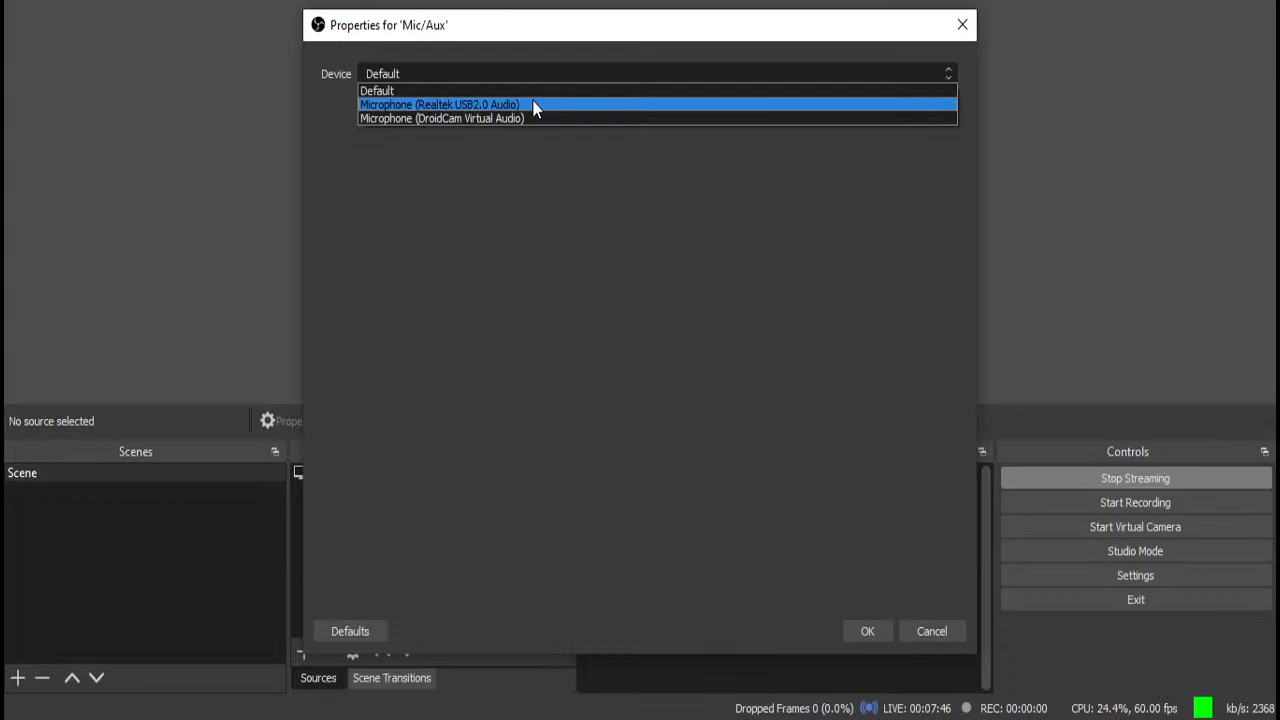 Properties for 'Mic/Aux'
Device Default
Default
Microphone (Realtek USB2.0 Audio)
Microphone (DroidCam Virtual Audio)
No source selected
Prope
Scenes
Controls
Scene
Stop Streaming
Start Recording
Start Virtual Camera
Studio Mode
Settings
Exit
Defaults
OK
Cancel
Sources
Scene Transitions
Dropped Frames 0 (0.0%) LIVE: 00:07:46 REC: 00:00:00 CPU: 24.4%, 60.00 fps kb/s: 2368